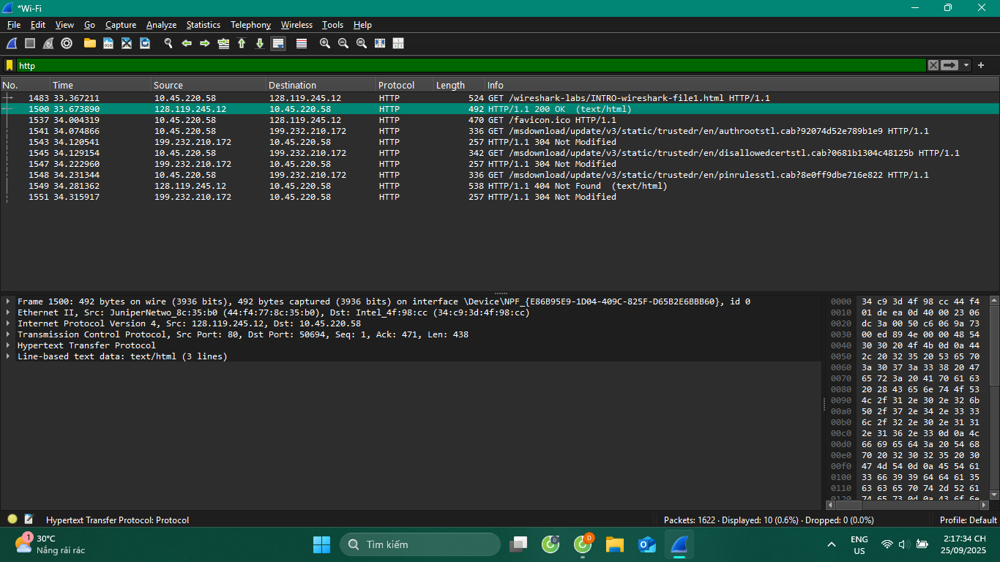 *Wi-Fi
File Edit View Go Capture Analyze Statistics Telephony Wireless Tools Help
http
No. Time Source Destination Protocol Length Info
1483 33.367211 10.45.220.58 128.119.245.12 HTTP 524 GET /wireshark-labs/INTRO-wireshark-file1.html HTTP/1.1
1500 33.673890 128.119.245.12 10.45.220.58 HTTP 492 HTTP/1.1 200 OK (text/html)
1537 34.004319 10.45.220.58 128.119.245.12 HTTP 470 GET /favicon.ico HTTP/1.1
1541 34.074866 10.45.220.58 199.232.210.172 HTTP 336 GET /msdownload/update/v3/static/trustedr/en/authrootstl.cab?92074d52e789b1e9 HTTP/1.1
1543 34.120541 199.232.210.172 10.45.220.58 HTTP 257 HTTP/1.1 304 Not Modified
1545 34.129154 10.45.220.58 199.232.210.172 HTTP 342 GET /msdownload/update/v3/static/trustedr/en/disallowedcertstl.cab?0681b1304c48125b HTTP/1.1
1547 34.222960 199.232.210.172 10.45.220.58 HTTP 257 HTTP/1.1 304 Not Modified
1548 34.231344 10.45.220.58 199.232.210.172 HTTP 336 GET /msdownload/update/v3/static/trustedr/en/pinrulesstl.cab?8e0ff9dbe716e822 HTTP/1.1
1549 34.281362 128.119.245.12 10.45.220.58 HTTP 538 HTTP/1.1 404 Not Found (text/html)
1551 34.315917 199.232.210.172 10.45.220.58 HTTP 257 HTTP/1.1 304 Not Modified
Frame 1500: 492 bytes on wire (3936 bits), 492 bytes captured (3936 bits) on interface \Device\NPF_{E86B95E9-1D04-409C-825F-D65B2E6BBB60}, id 0
Ethernet II, Src: JuniperNetwo_8c:35:b0 (44:f4:77:8c:35:b0), Dst: Intel_4f:98:cc (34:c9:3d:4f:98:cc)
Internet Protocol Version 4, Src: 128.119.245.12, Dst: 10.45.220.58
Transmission Control Protocol, Src Port: 80, Dst Port: 50694, Seq: 1, Ack: 471, Len: 438
Hypertext Transfer Protocol
Line-based text data: text/html (3 lines)
0000 34 c9 3d 4f 98 cc 44 f4
0010 01 de ea 0d 40 00 23 06
0020 dc 3a 00 50 c6 06 9a 73
0030 00 ed 89 4e 00 00 48 54
0040 30 30 20 4f 4b 0d 0a 44
0050 2c 20 32 35 20 53 65 70
0060 3a 30 37 3a 33 38 20 47
0070 65 72 3a 20 41 70 61 63
0080 20 28 43 65 6e 74 4f 53
0090 4c 2f 31 2e 30 2e 32 6b
00a0 50 2f 37 2e 34 2e 33 33
00b0 6c 2f 32 2e 30 2e 31 31
00c0 2e 31 36 2e 33 0d 0a 4c
00d0 66 69 65 64 3a 20 54 68
00e0 70 20 32 30 32 35 20 30
00f0 47 4d 54 0d 0a 45 54 61
0100 33 66 39 39 64 64 61 35
0110 63 63 65 70 74 2d 52 61
0120 74 65 73 0d 0a 43 6f 6e
Hypertext Transfer Protocol: Protocol
Packets: 1622 · Displayed: 10 (0.6%) · Dropped: 0 (0.0%)
Profile: Default
1
30°C
Nắng rải rác
Tìm kiếm
D
D
ENG
US
2:17:34 CH
25/09/2025